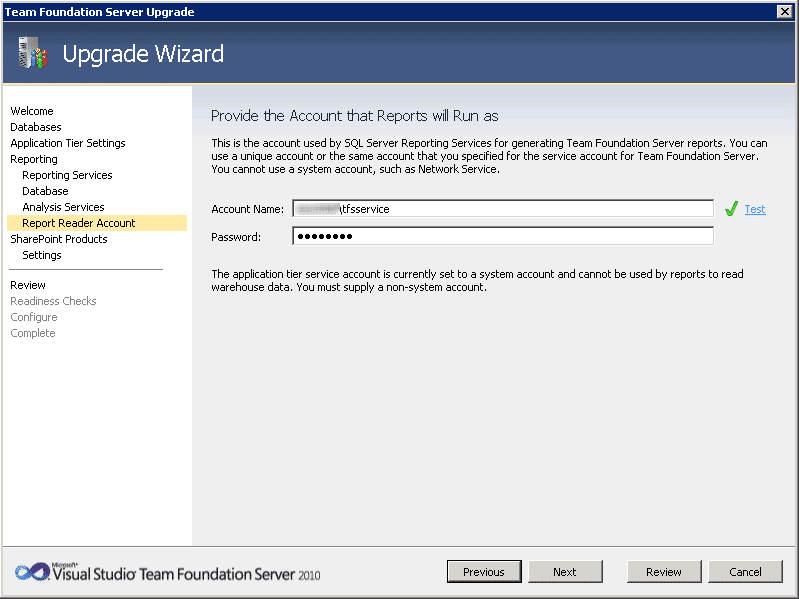 Team Foundation Server Upgrade
Upgrade Wizard
Welcome
Databases
Application Tier Settings
Reporting
Reporting Services
Database
Analysis Services
Report Reader Account
SharePoint Products
Settings
Review
Readiness Checks
Configure
Complete
Provide the Account that Reports will Run as
This is the account used by SQL Server Reporting Services for generating Team Foundation Server reports. You can
use a unique account or the same account that you specified for the service account for Team Foundation Server.
You cannot use a system account, such as Network Service.
Account Name: \tfsservice Test
Password: ●●●●●●●●
The application tier service account is currently set to a system account and cannot be used by reports to read
warehouse data. You must supply a non-system account.
Microsoft®
Visual Studio® Team Foundation Server 2010
Previous Next Review Cancel